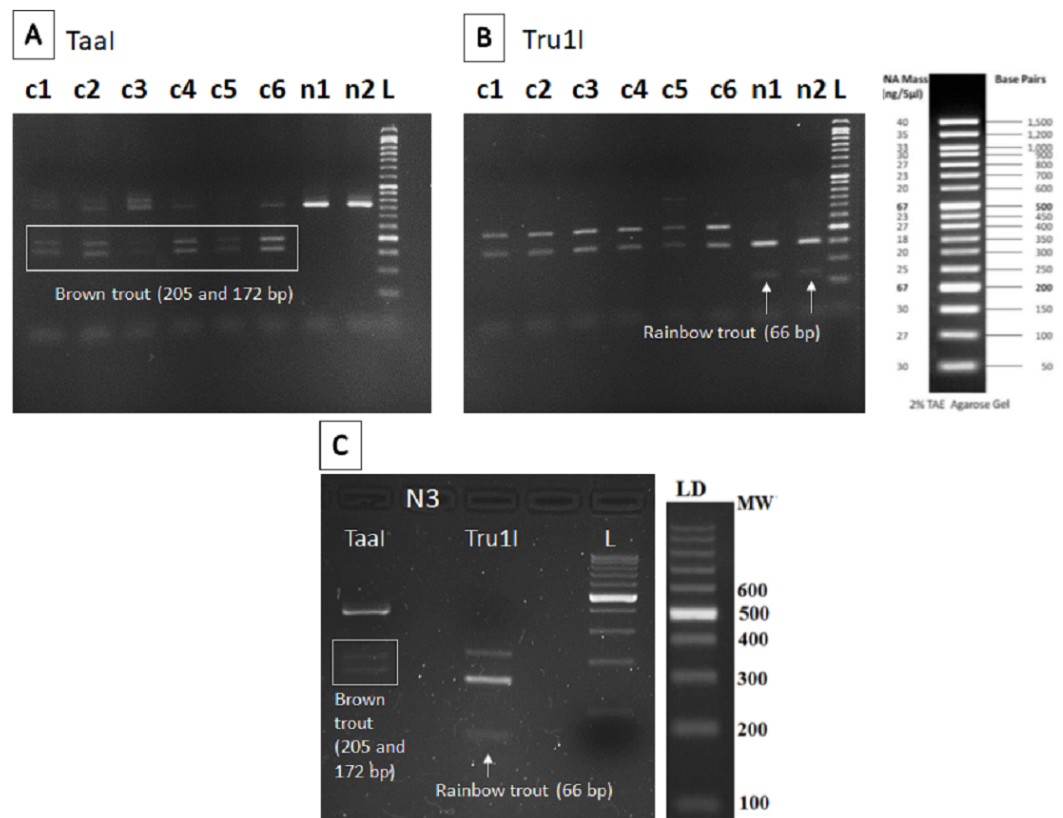 A TaaI
c1 c2 c3 c4 c5 c6 n1 n2 L
Brown trout (205 and 172 bp)
B Tru1I
c1 c2 c3 c4 c5 c6 n1 n2 L
Rainbow trout (66 bp)
NA Mass Base Pairs
(ng/5µl)
40 1,500
35 1,200
33 1,000
30 900
27 800
23 700
20 600
67 500
23 450
27 400
18 350
20 300
25 250
67 200
30 150
27 100
30 50
2% TAE Agarose Gel
C
N3
TaaI Tru1I L
Brown
trout
(205 and
172 bp)
Rainbow trout (66 bp)
LD MW
600
500
400
300
200
100